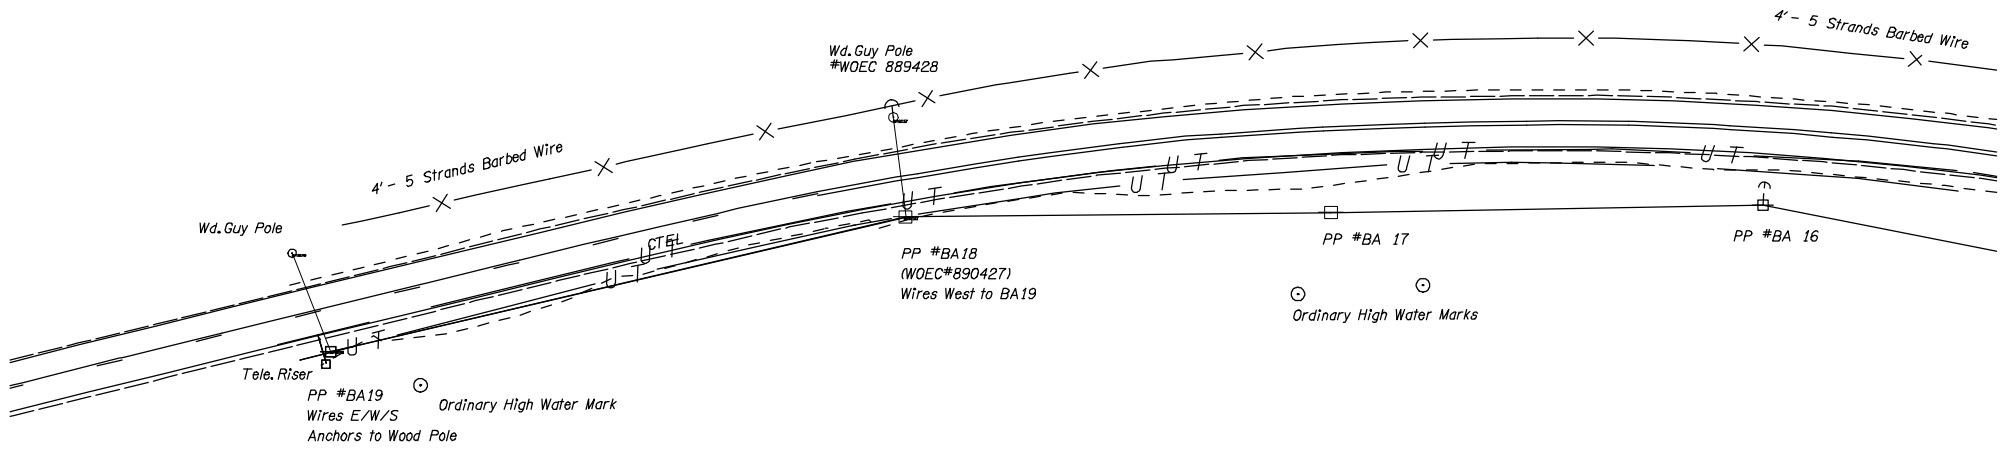 4'- 5 Strands Barbed Wire
Wd.Guy Pole
#WOEC 889428
4'- 5 Strands Barbed Wire
U T
U T
U T
U T
U T
Wd.Guy Pole
U T
CTEL
U T
PP #BA 17
PP #BA 16
PP #BA18
(WOEC#890427)
Wires West to BA19
U T
Ordinary High Water Marks
U T
Tele.Riser
PP #BA19
Wires E/W/S
Anchors to Wood Pole
Ordinary High Water Mark